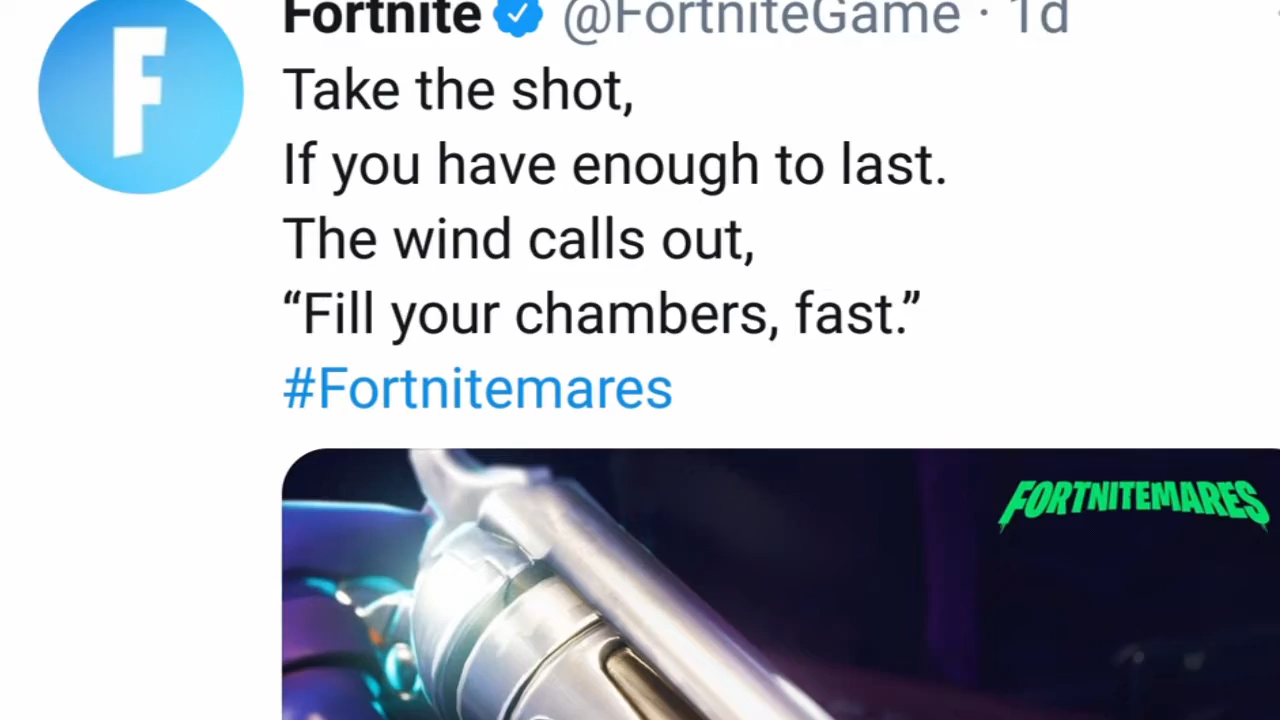 F
Fortnite @FortniteGame · 1d
Take the shot,
If you have enough to last.
The wind calls out,
“Fill your chambers, fast.”
#Fortnitemares
FORTNITEMARES